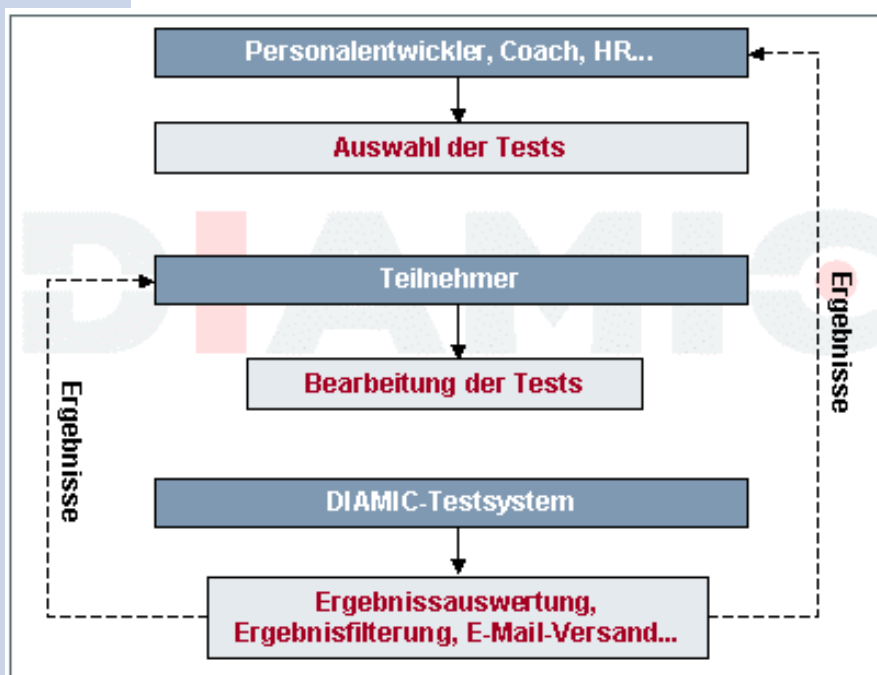 Personalentwickler, Coach, HR...
Auswahl der Tests
DIAMIC
Teilnehmer
Bearbeitung der Tests
Ergebnisse
Ergebnisse
DIAMIC-Testsystem
Ergebnissauswertung,
Ergebnisfilterung, E-Mail-Versand...